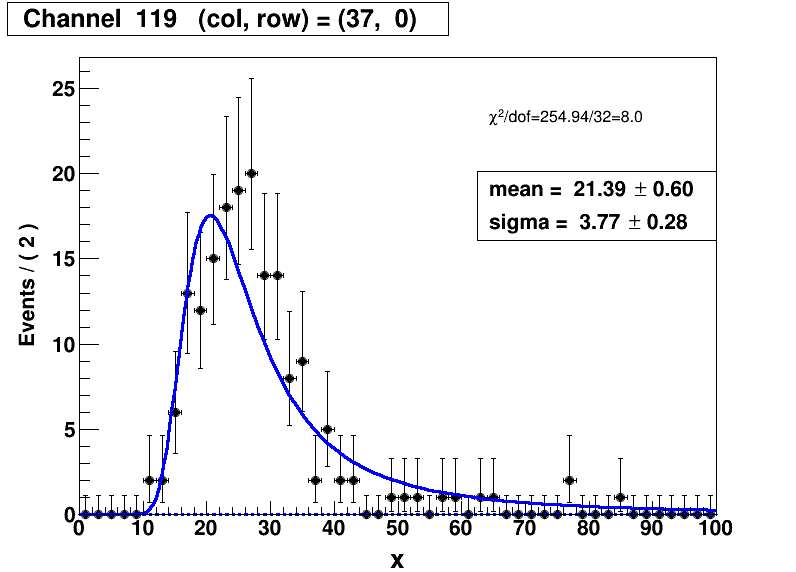 Channel 119 (col, row) = (37, 0)
χ²/dof=254.94/32=8.0
mean = 21.39 ± 0.60
sigma = 3.77 ± 0.28
Events / ( 2 )
25
20
15
10
5
0
0 10 20 30 40 50 60 70 80 90 100
x